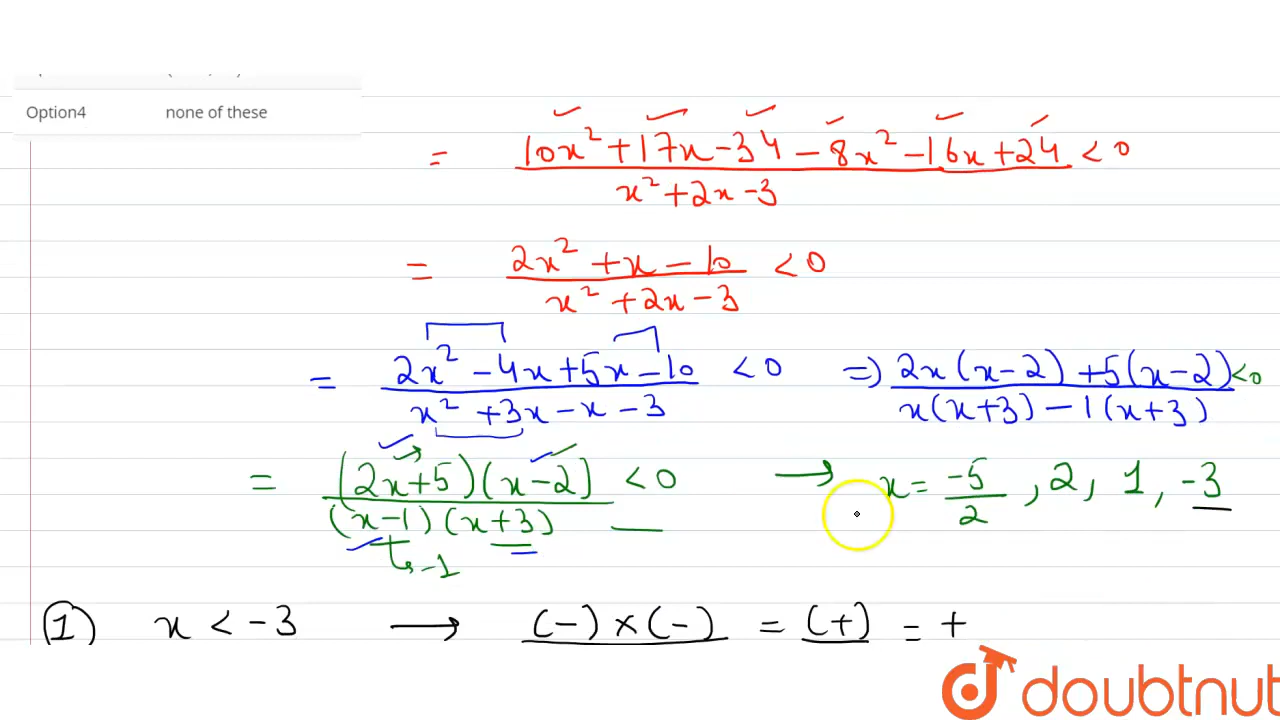 Option4 none of these
= 10x² + 17x - 34 - 8x² - 16x + 24 < 0
x² + 2x - 3
= 2x² + x - 10 < 0
x² + 2x - 3
= 2x² - 4x + 5x - 10 < 0 => 2x(x-2) + 5(x-2) < 0
x² + 3x - x - 3 x(x+3) - 1(x+3)
= (2x+5)(x-2) < 0 → x = -5/2, 2, 1, -3
(x-1)(x+3)
↳ -1
① x < -3 → (-) × (-) = (+) = +
doubtnut